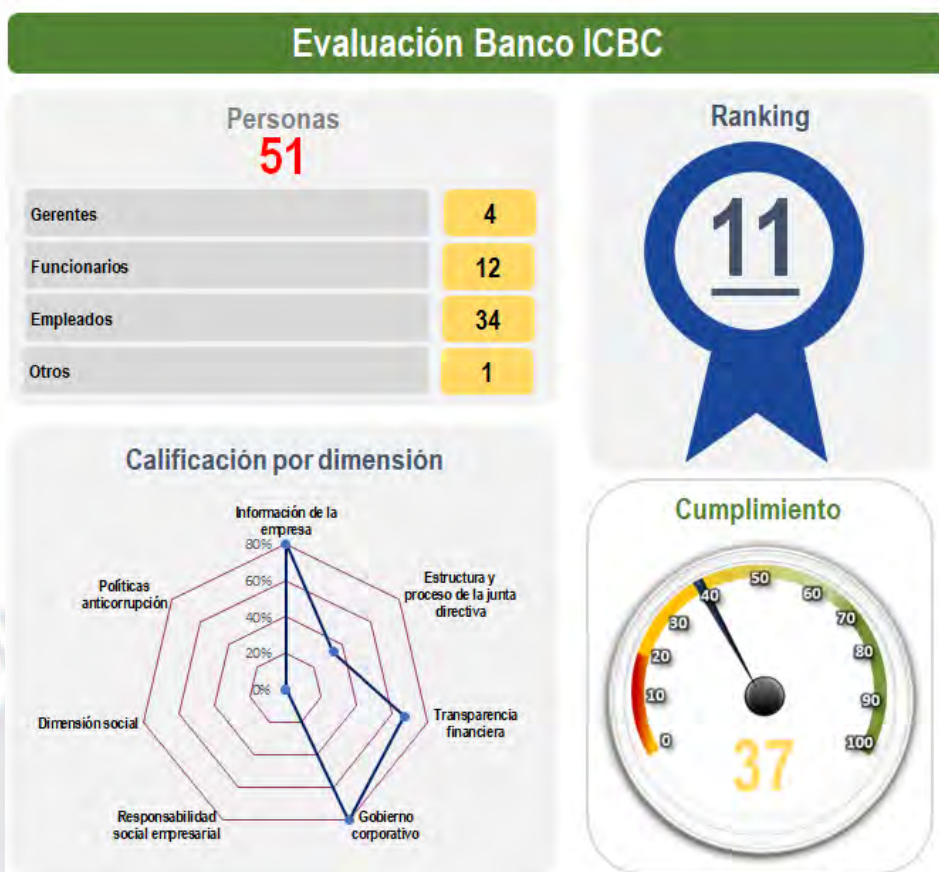 Evaluación Banco ICBC
Personas
51
Gerentes
4
Funcionarios
12
Empleados
34
Otros
1
Ranking
11
Calificación por dimensión
Información de la
empresa
80%
60%
40%
20%
0%
Estructura y
proceso de la junta
directiva
Transparencia
financiera
Gobierno
corporativo
Responsabilidad
social empresarial
Dimensión social
Políticas
anticorrupción
Cumplimiento
0
10
20
30
40
50
60
70
80
90
100
37